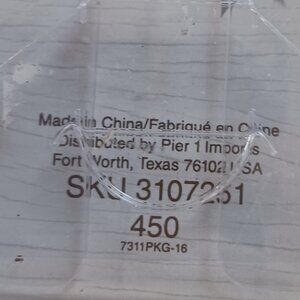 Made in China/Fabriqué en Chine
Distributed by Pier 1 Imports
Fort Worth, Texas 76102 USA
SKU 3107251
450
7311PKG-16